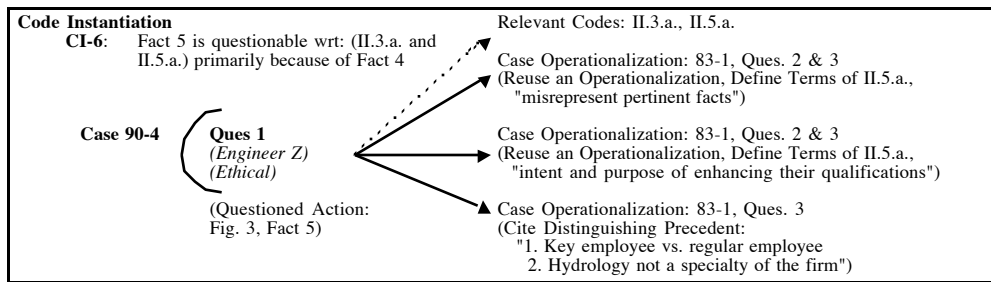 Code Instantiation
CI-6: Fact 5 is questionable wrt: (II.3.a. and
II.5.a.) primarily because of Fact 4
Case 90-4
Ques 1
(Engineer Z)
(Ethical)
(Questioned Action:
Fig. 3, Fact 5)
Relevant Codes: II.3.a., II.5.a.
Case Operationalization: 83-1, Ques. 2 & 3
(Reuse an Operationalization, Define Terms of II.5.a.,
"misrepresent pertinent facts")
Case Operationalization: 83-1, Ques. 2 & 3
(Reuse an Operationalization, Define Terms of II.5.a.,
"intent and purpose of enhancing their qualifications")
Case Operationalization: 83-1, Ques. 3
(Cite Distinguishing Precedent:
"1. Key employee vs. regular employee
2. Hydrology not a specialty of the firm")